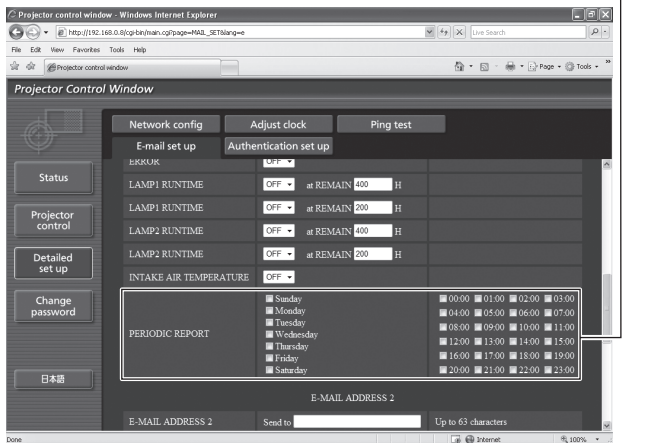 Projector control window - Windows Internet Explorer
http://192.168.0.8/cgi-bin/main.cgi?page=MAIL_SET&lang=e
Live Search
File Edit View Favorites Tools Help
Projector control window
Page Tools
Projector Control Window
Network config Adjust clock Ping test
E-mail set up Authentication set up
Status
Projector control
Detailed set up
Change password
日本語
ERROR OFF
LAMP1 RUNTIME OFF at REMAIN 400 H
LAMP1 RUNTIME OFF at REMAIN 200 H
LAMP2 RUNTIME OFF at REMAIN 400 H
LAMP2 RUNTIME OFF at REMAIN 200 H
INTAKE AIR TEMPERATURE OFF
PERIODIC REPORT
Sunday
Monday
Tuesday
Wednesday
Thursday
Friday
Saturday
00:00 01:00 02:00 03:00
04:00 05:00 06:00 07:00
08:00 09:00 10:00 11:00
12:00 13:00 14:00 15:00
16:00 17:00 18:00 19:00
20:00 21:00 22:00 23:00
E-MAIL ADDRESS 2
E-MAIL ADDRESS 2 Send to Up to 63 characters
Done Internet 100%